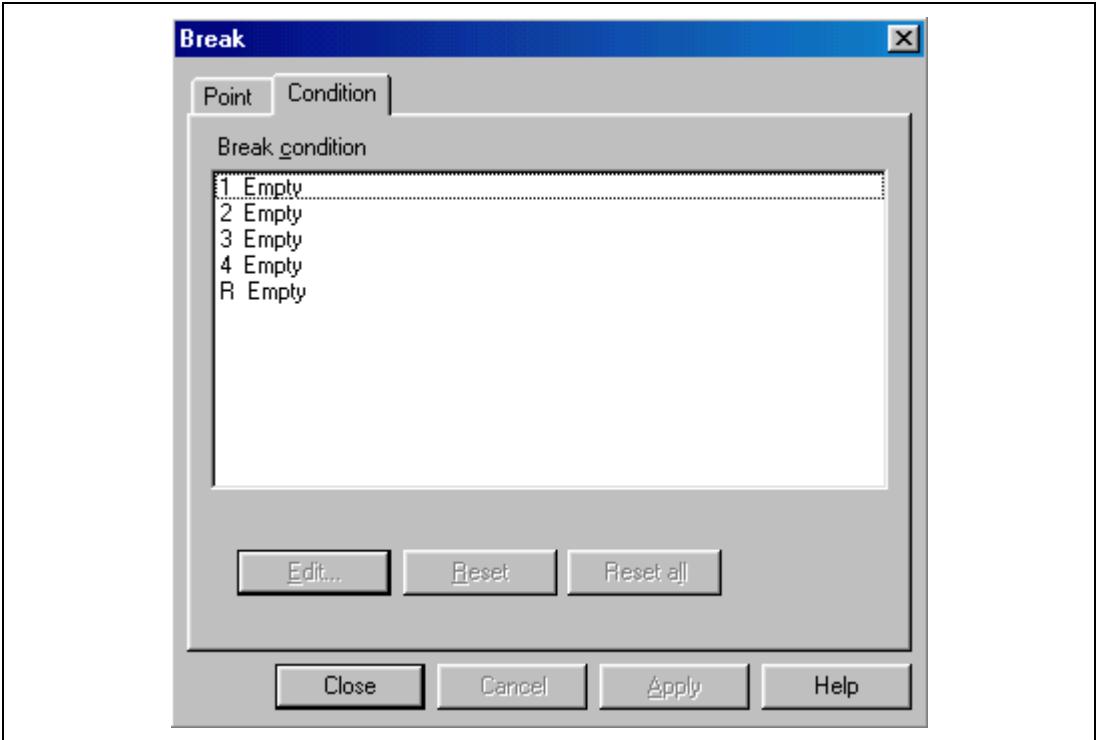 Break
Point Condition
Break condition
1 Empty
2 Empty
3 Empty
4 Empty
R Empty
Edit... Reset Reset all
Close Cancel Apply Help